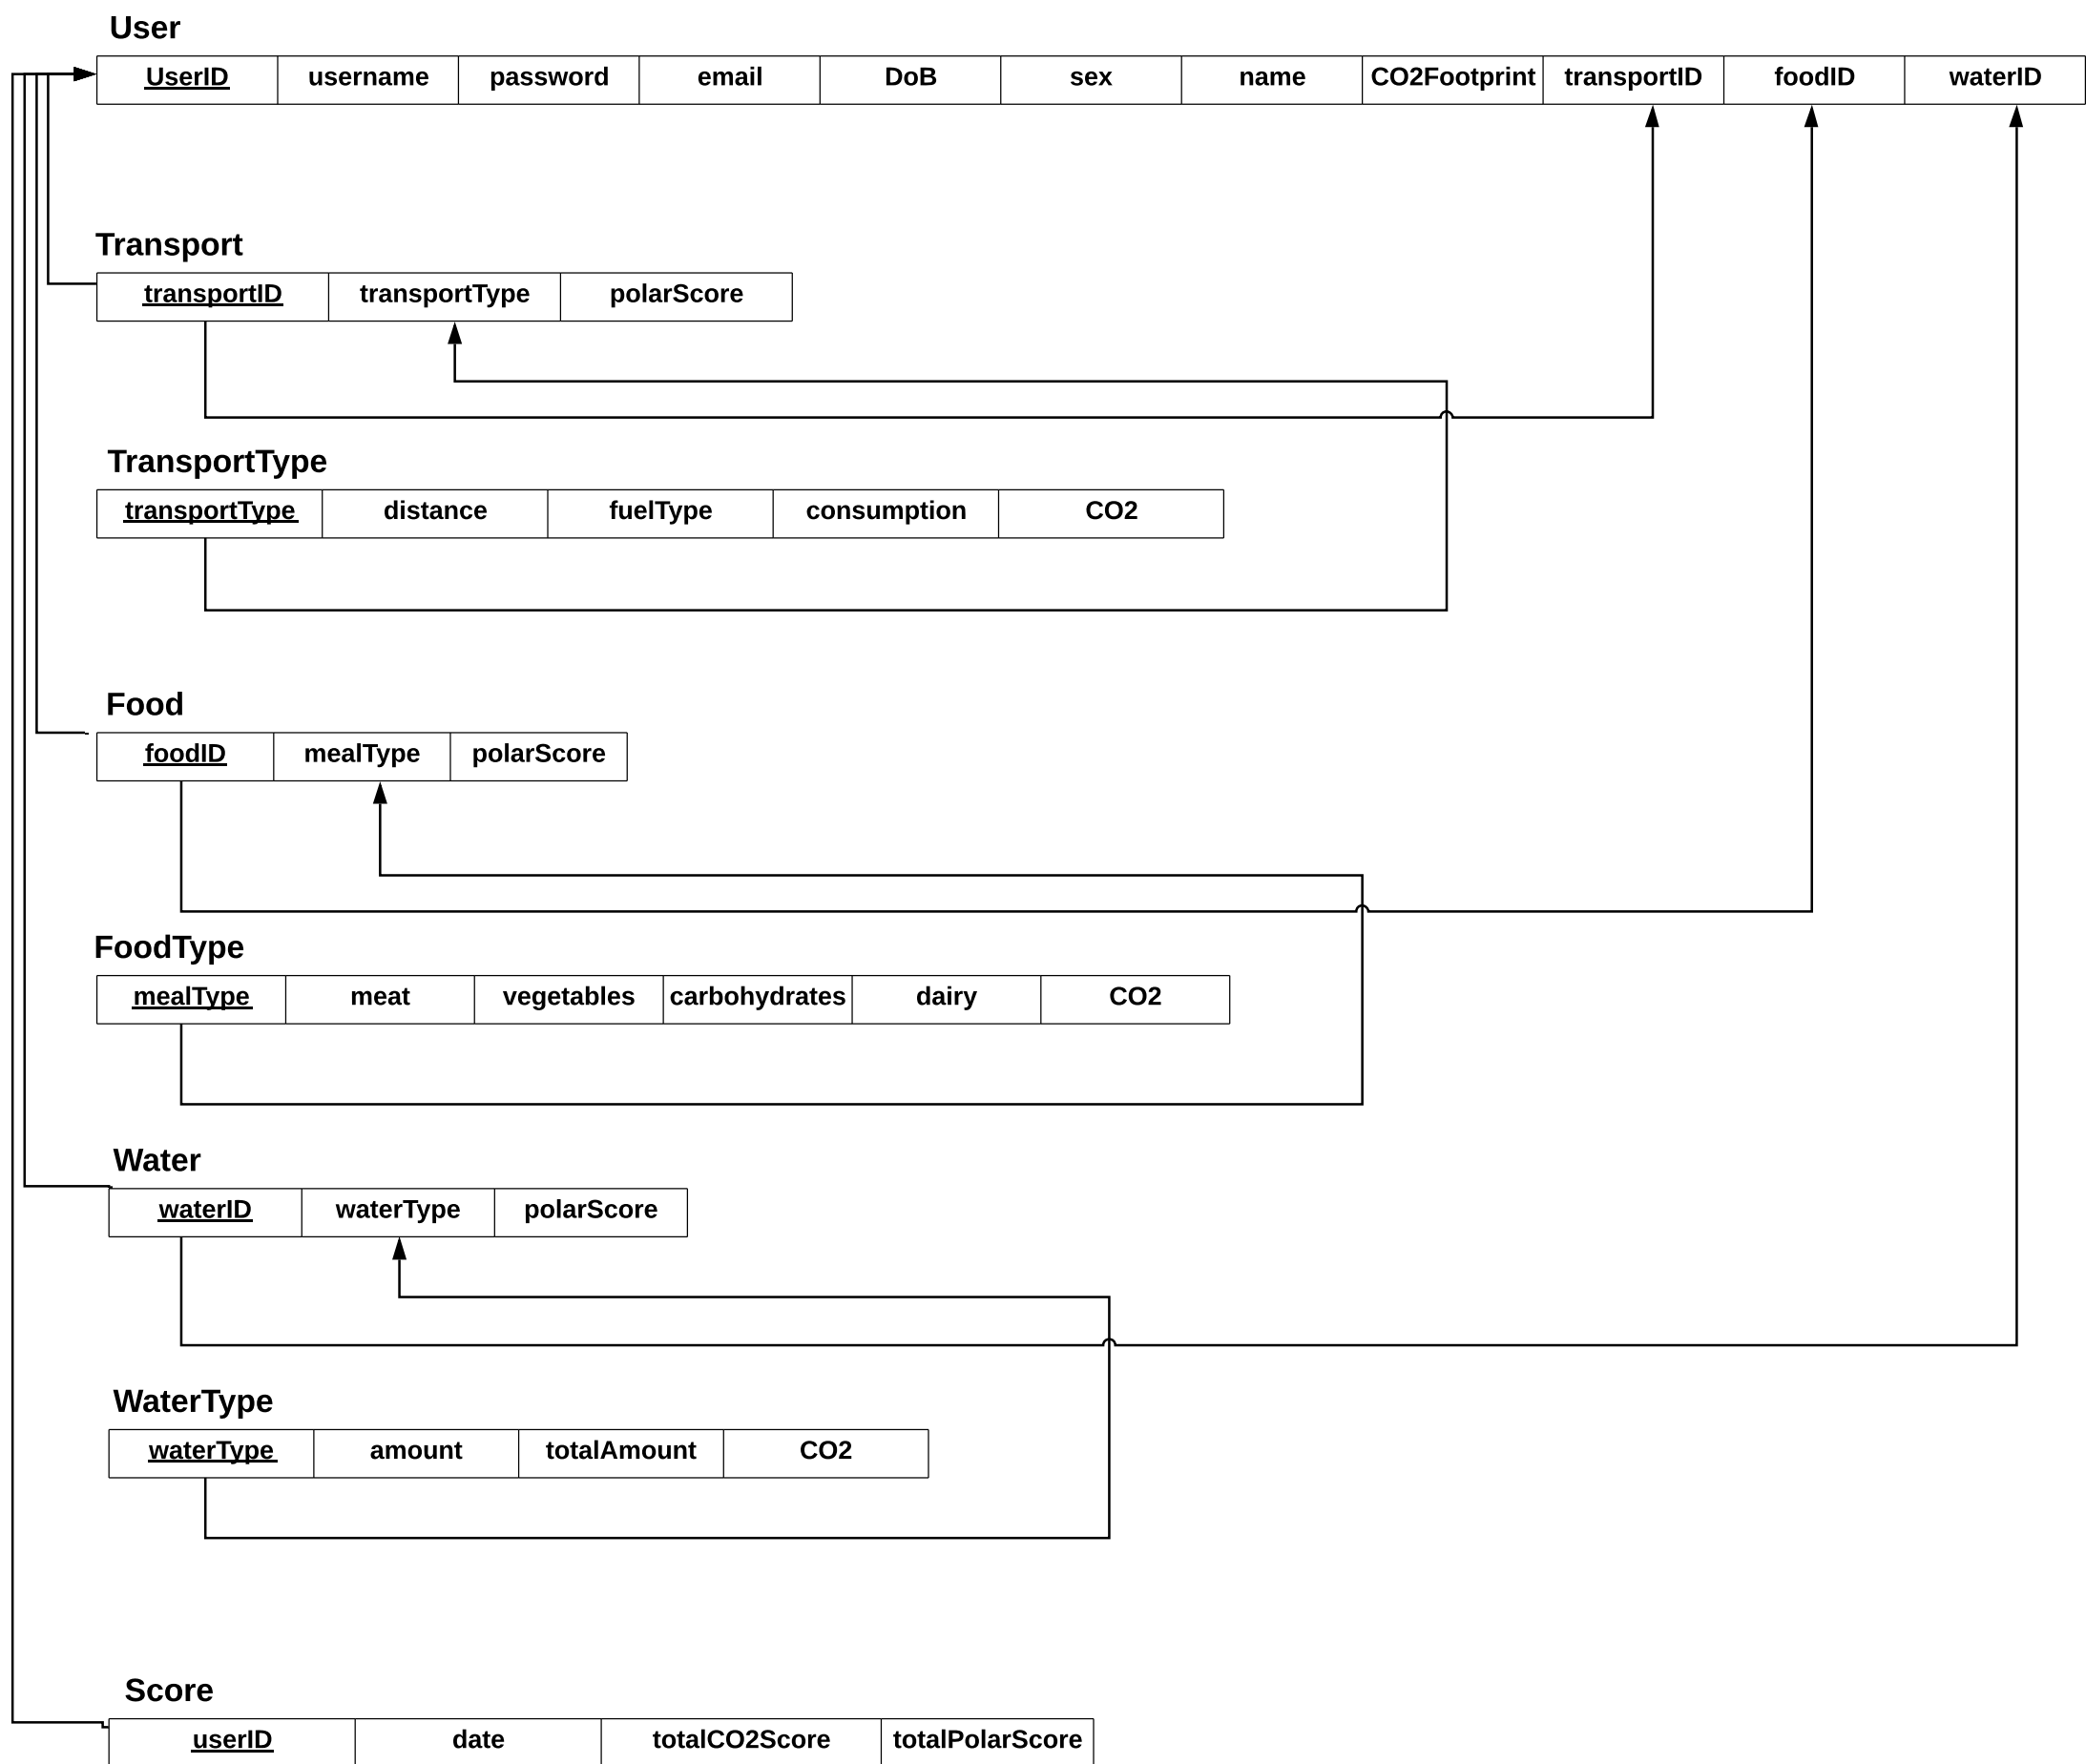 User
UserID username password email DoB sex name CO2Footprint transportID foodID waterID
Transport
transportID transportType polarScore
TransportType
transportType distance fuelType consumption CO2
Food
foodID mealType polarScore
FoodType
mealType meat vegetables carbohydrates dairy CO2
Water
waterID waterType polarScore
WaterType
waterType amount totalAmount CO2
Score
userID date totalCO2Score totalPolarScore